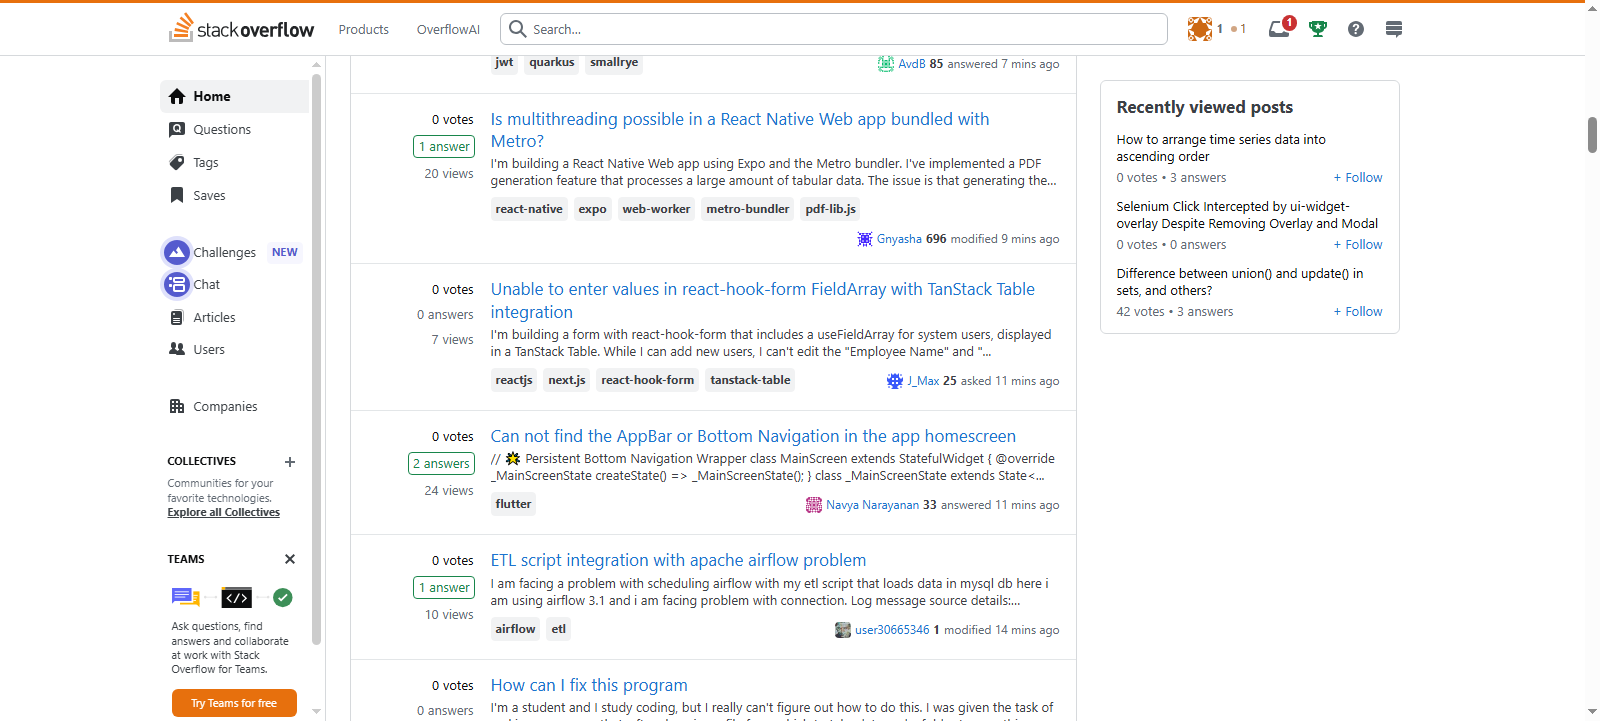 stack overflow
Products
OverflowAI
Search...
1 • 1
1
Home
Questions
Tags
Saves
Challenges NEW
Chat
Articles
Users
Companies
COLLECTIVES +
Communities for your
favorite technologies.
Explore all Collectives
TEAMS
Ask questions, find
answers and collaborate
at work with Stack
Overflow for Teams.
Try Teams for free
jwt quarkus smallrye
AvdB 85 answered 7 mins ago
0 votes
1 answer
20 views
Is multithreading possible in a React Native Web app bundled with
Metro?
I'm building a React Native Web app using Expo and the Metro bundler. I've implemented a PDF
generation feature that processes a large amount of tabular data. The issue is that generating the...
react-native expo web-worker metro-bundler pdf-lib.js
Gnyasha 696 modified 9 mins ago
0 votes
0 answers
7 views
Unable to enter values in react-hook-form FieldArray with TanStack Table
integration
I'm building a form with react-hook-form that includes a useFieldArray for system users, displayed
in a TanStack Table. While I can add new users, I can't edit the "Employee Name" and "...
reactjs next.js react-hook-form tanstack-table
J_Max 25 asked 11 mins ago
0 votes
2 answers
24 views
Can not find the AppBar or Bottom Navigation in the app homescreen
// 🌟 Persistent Bottom Navigation Wrapper class MainScreen extends StatefulWidget { @override
_MainScreenState createState() => _MainScreenState(); } class _MainScreenState extends State<...
flutter
Navya Narayanan 33 answered 11 mins ago
0 votes
1 answer
10 views
ETL script integration with apache airflow problem
I am facing a problem with scheduling airflow with my etl script that loads data in mysql db here i
am using airflow 3.1 and i am facing problem with connection. Log message source details:...
airflow etl
user30665346 1 modified 14 mins ago
0 votes
0 answers
How can I fix this program
I'm a student and I study coding, but I really can't figure out how to do this. I was given the task of
Recently viewed posts
How to arrange time series data into
ascending order
0 votes • 3 answers + Follow
Selenium Click Intercepted by ui-widget-
overlay Despite Removing Overlay and Modal
0 votes • 0 answers + Follow
Difference between union() and update() in
sets, and others?
42 votes • 3 answers + Follow